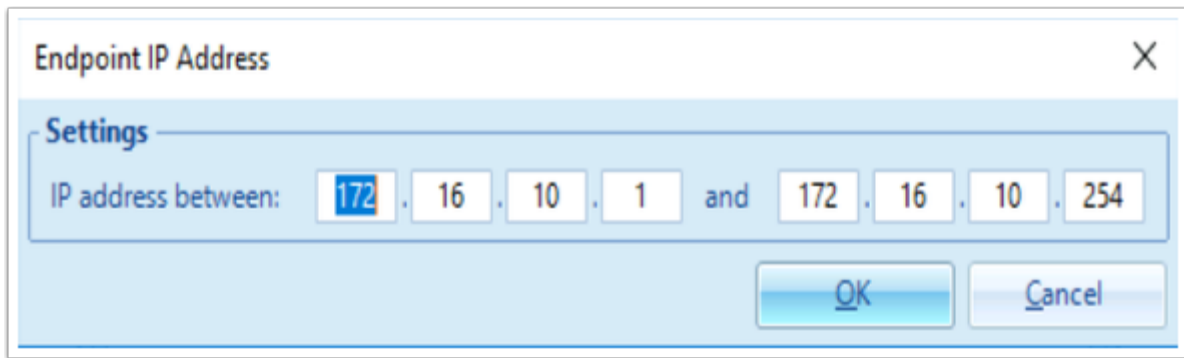 Endpoint IP Address
Settings
IP address between: 172 . 16 . 10 . 1 and 172 . 16 . 10 . 254
OK Cancel